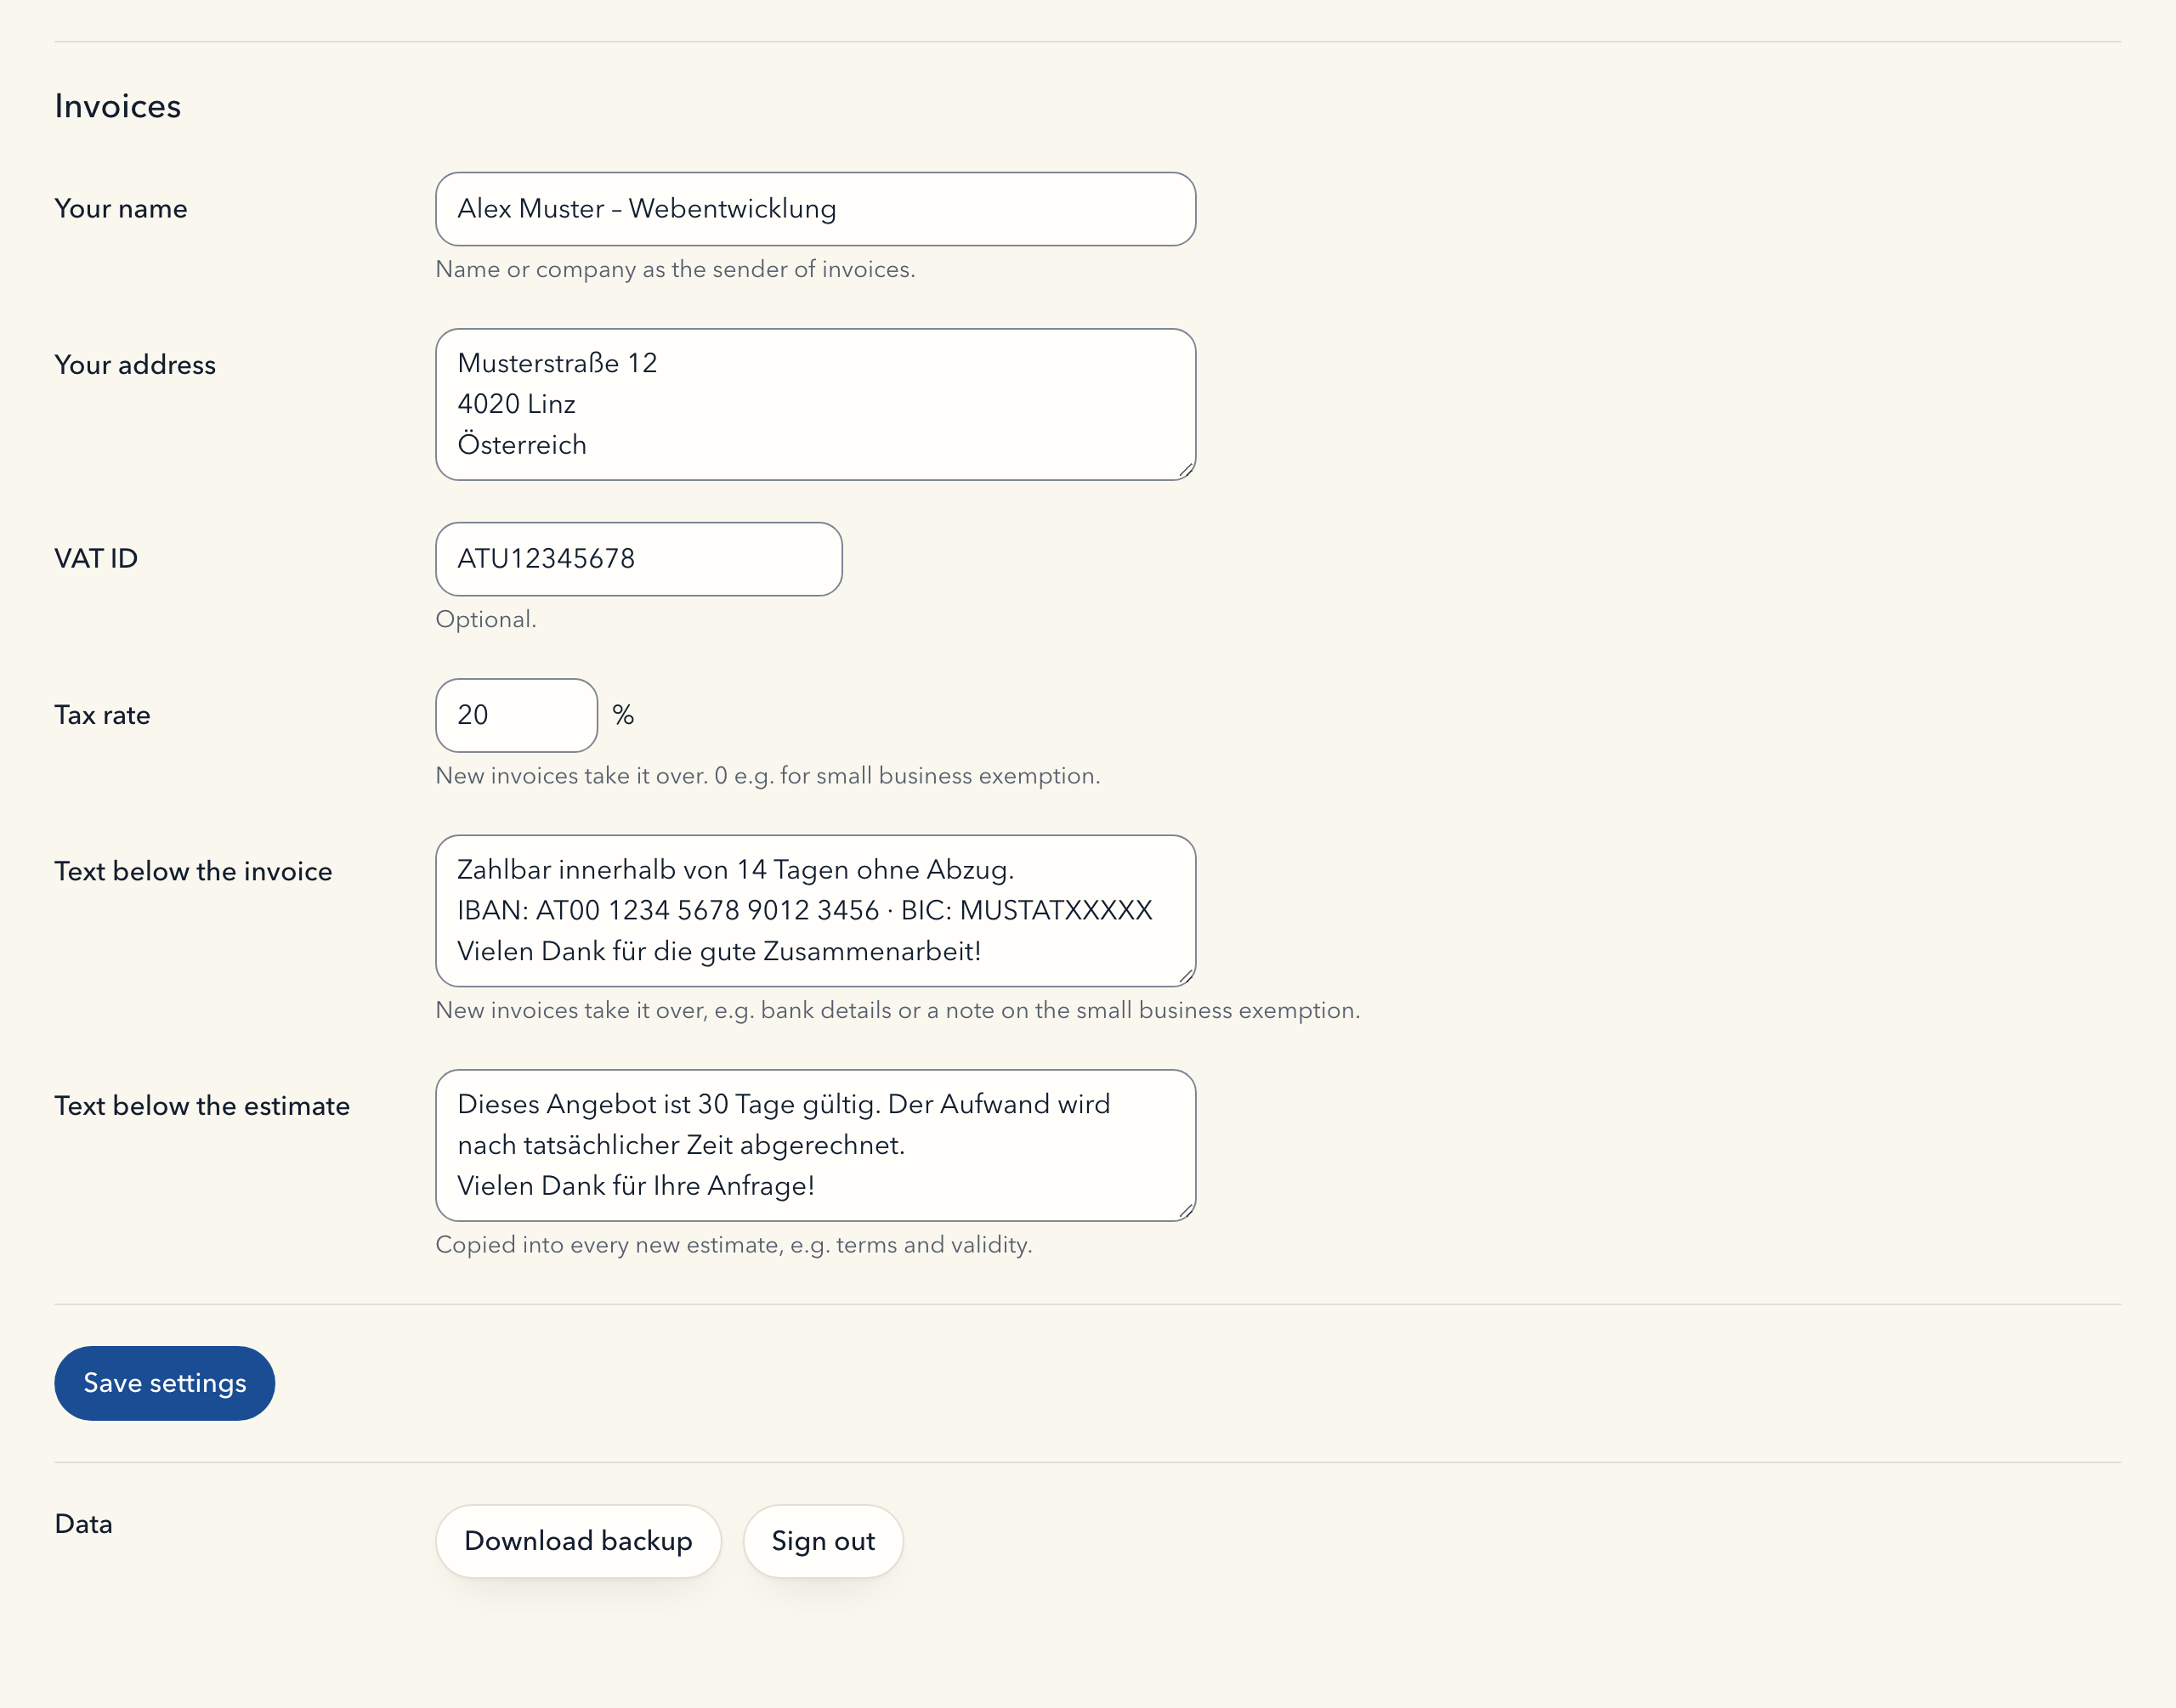 Invoices
Your name
Alex Muster – Webentwicklung
Name or company as the sender of invoices.
Your address
Musterstraße 12
4020 Linz
Österreich
VAT ID
ATU12345678
Optional.
Tax rate
20 %
New invoices take it over. 0 e.g. for small business exemption.
Text below the invoice
Zahlbar innerhalb von 14 Tagen ohne Abzug.
IBAN: AT00 1234 5678 9012 3456 · BIC: MUSTATXXXXX
Vielen Dank für die gute Zusammenarbeit!
New invoices take it over, e.g. bank details or a note on the small business exemption.
Text below the estimate
Dieses Angebot ist 30 Tage gültig. Der Aufwand wird
nach tatsächlicher Zeit abgerechnet.
Vielen Dank für Ihre Anfrage!
Copied into every new estimate, e.g. terms and validity.
Save settings
Data
Download backup
Sign out